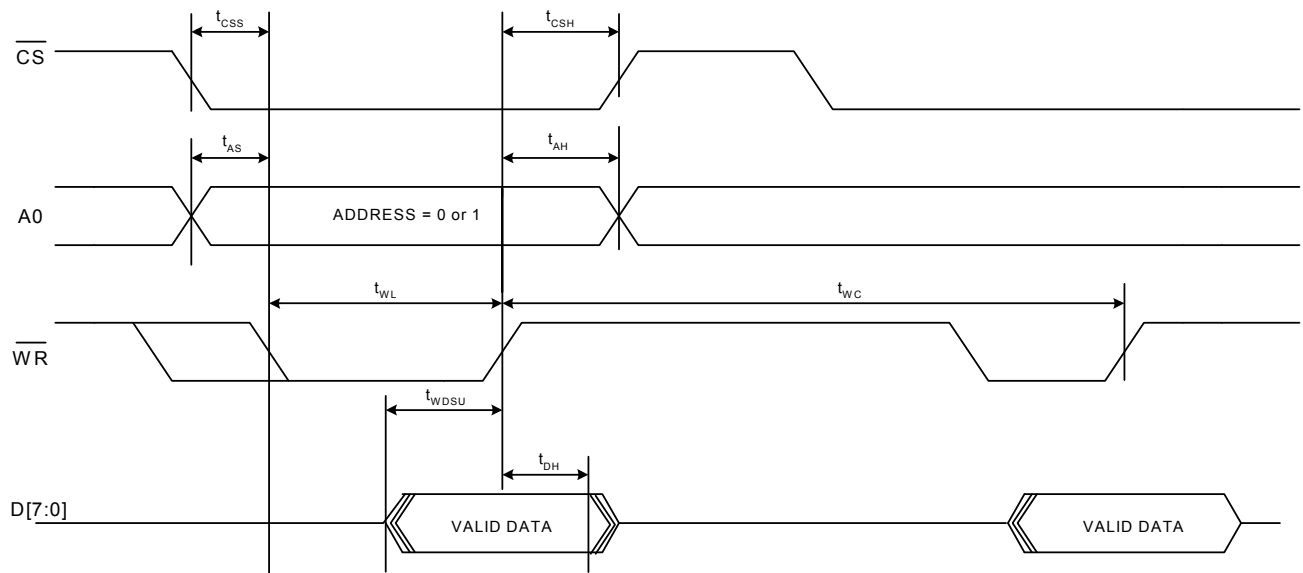 tCSS
tCSH
CS
tAS
tAH
A0
ADDRESS = 0 or 1
tWL
tWC
WR
tWDSU
tDH
D[7:0]
VALID DATA
VALID DATA